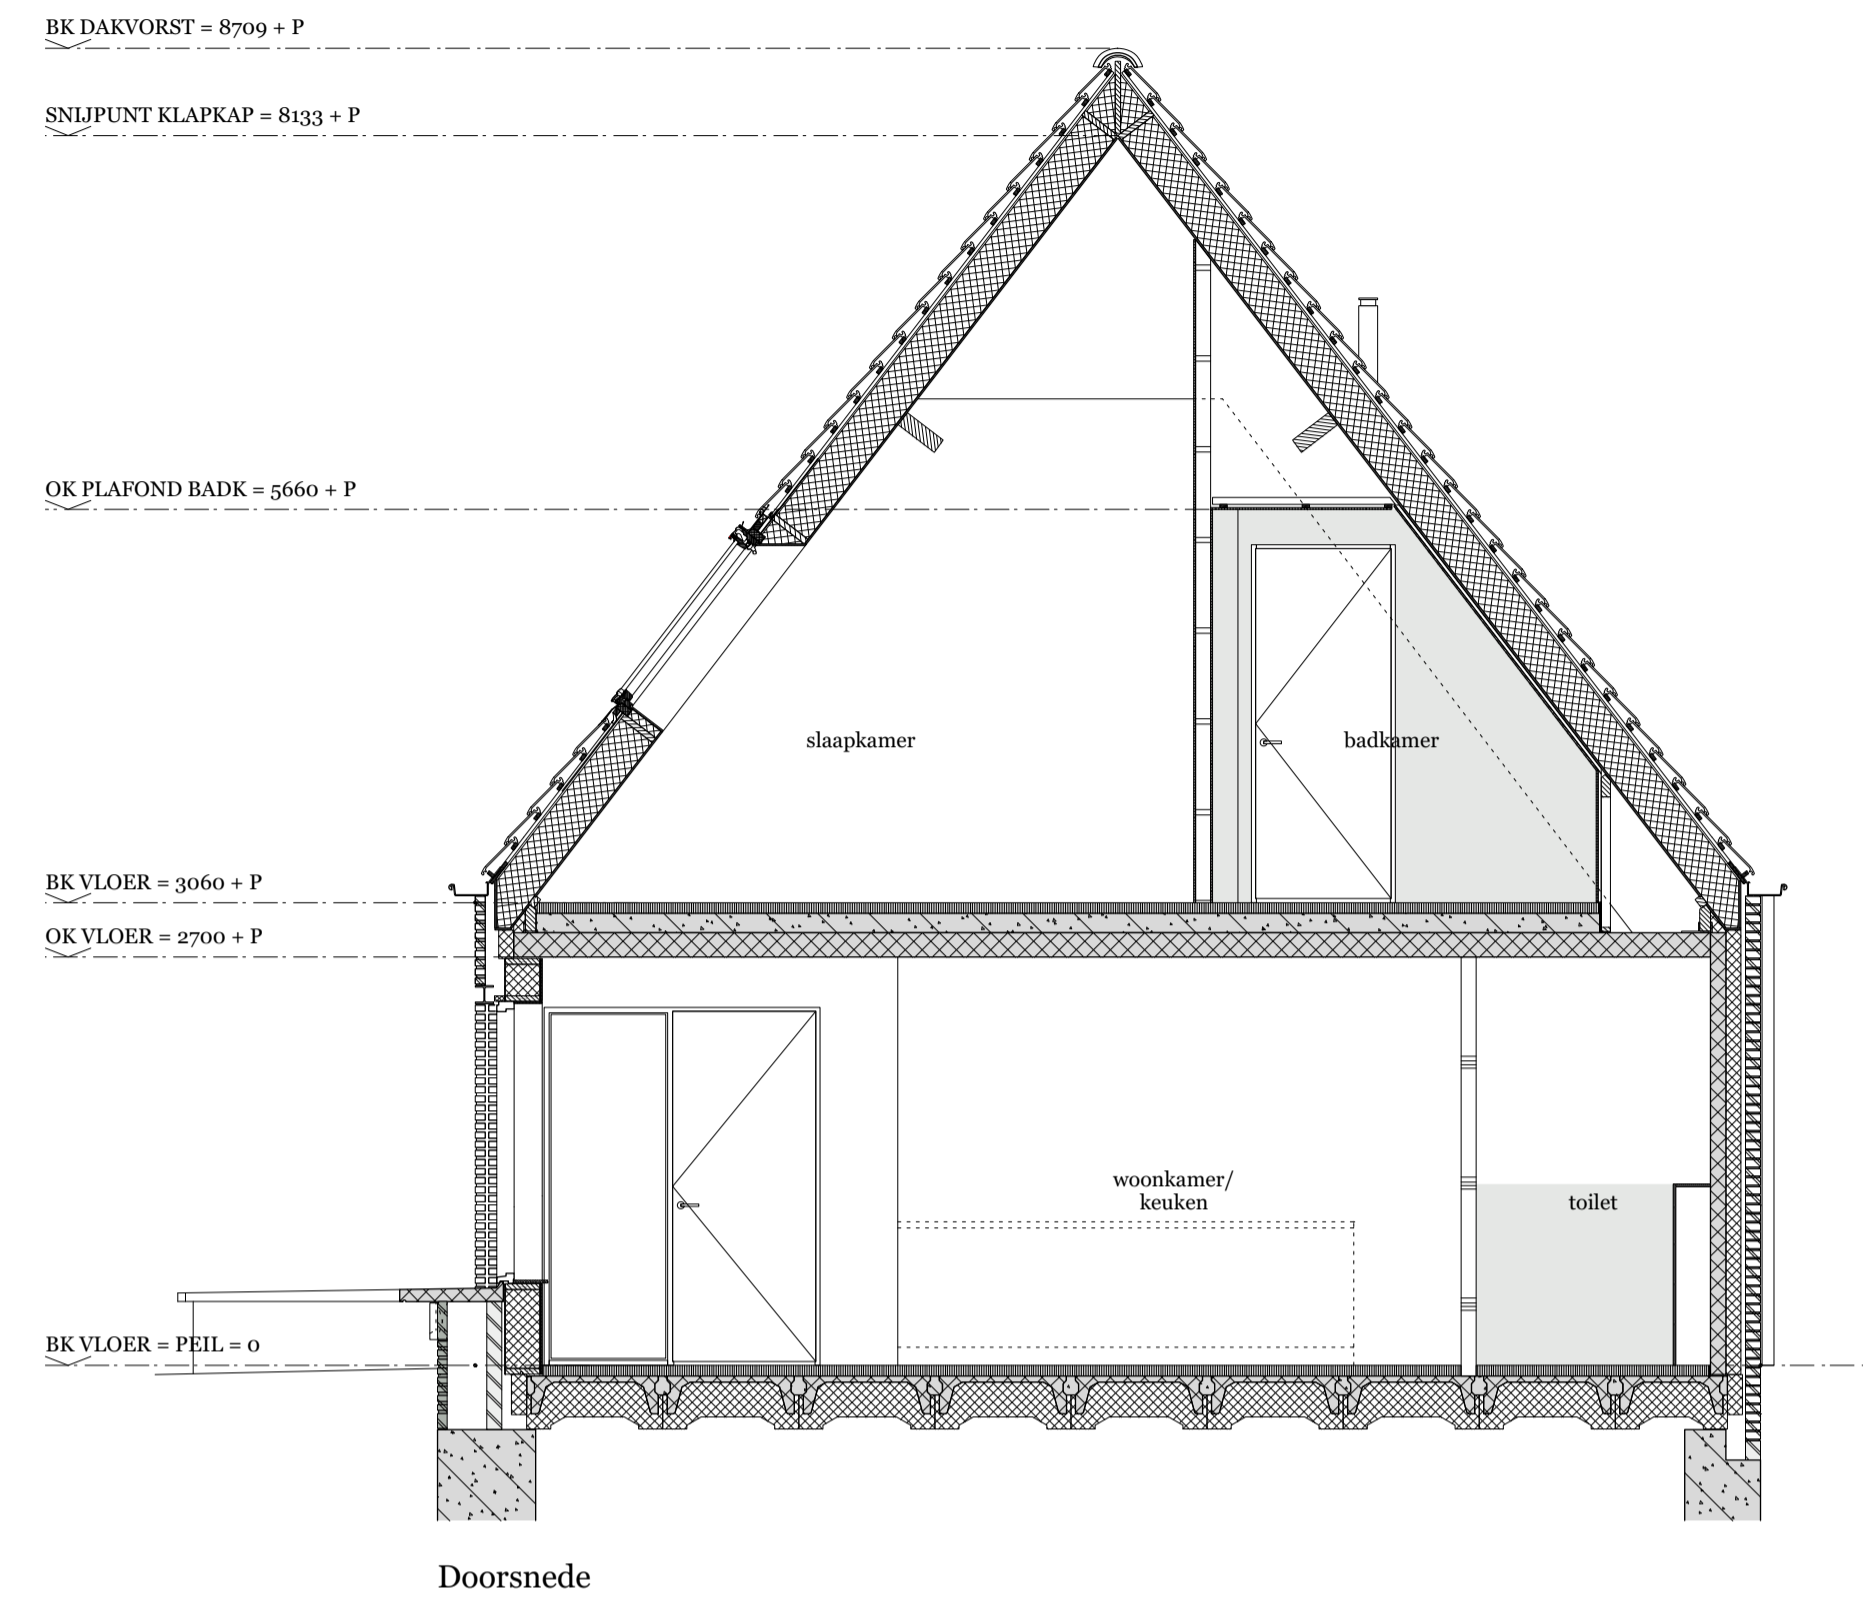 BK DAKVORST = 8709 + P
SNIJPUNT KLAPKAP = 8133 + P
OK PLAFOND BADK = 5660 + P
slaapkamer
badkamer
BK VLOER = 3060 + P
OK VLOER = 2700 + P
woonkamer/
keuken
toilet
BK VLOER = PEIL = 0
Doorsnede